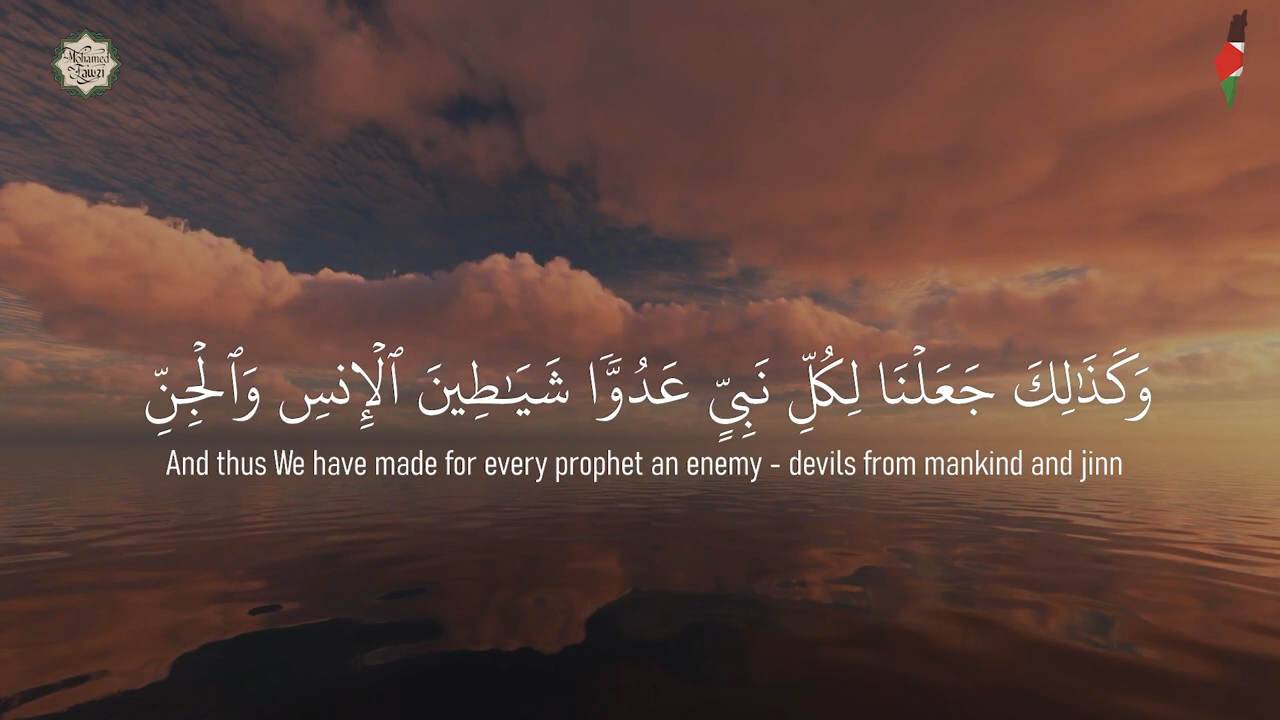 Mohamed
Fawzi
وَكَذَٰلِكَ جَعَلْنَا لِكُلِّ نَبِيٍّ عَدُوًّا شَيَـٰطِينَ ٱلْإِنسِ وَٱلْجِنِّ
And thus We have made for every prophet an enemy - devils from mankind and jinn